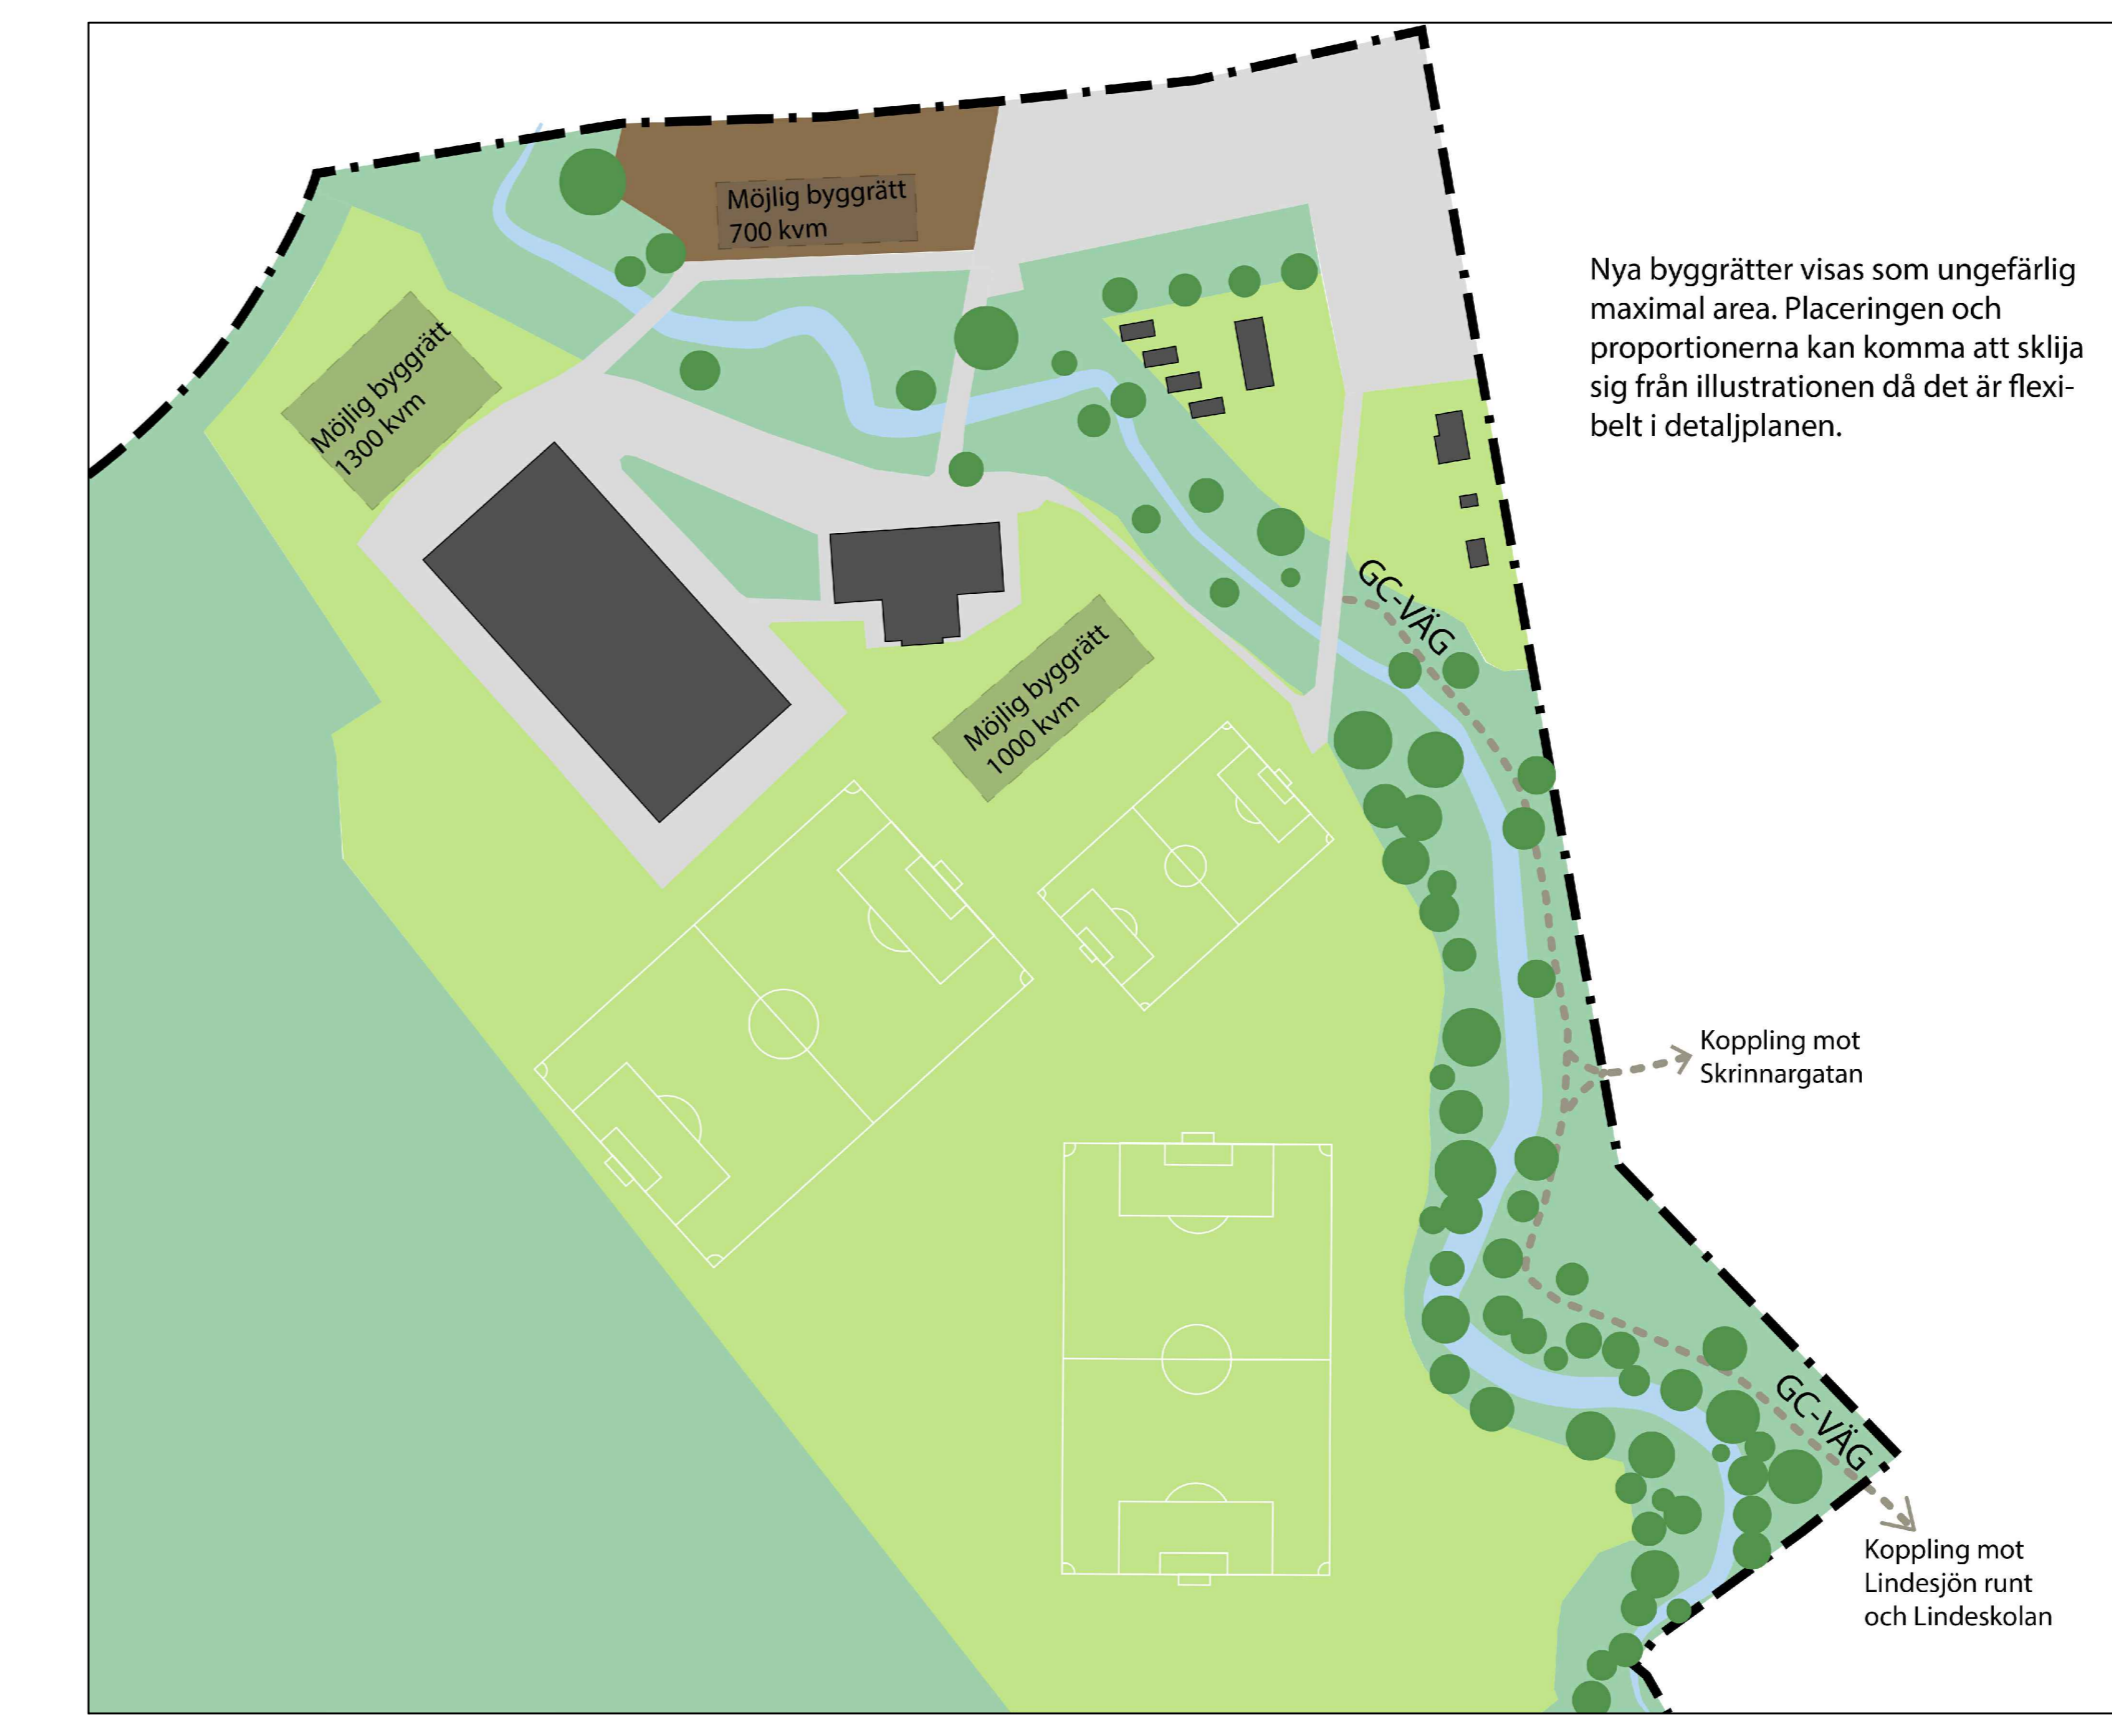 Möjlig byggrätt
700 kvm
Nya byggrätter visas som ungefärlig
maximal area. Placeringen och
proportionerna kan komma att sklija
sig från illustrationen då det är flexi-
belt i detaljplanen.
Möjlig byggrätt
1300 kvm
GC-VÄG
Möjlig byggrätt
1000 kvm
Koppling mot
Skrinnargatan
GC-VÄG
Koppling mot
Lindesjön runt
och Lindeskolan